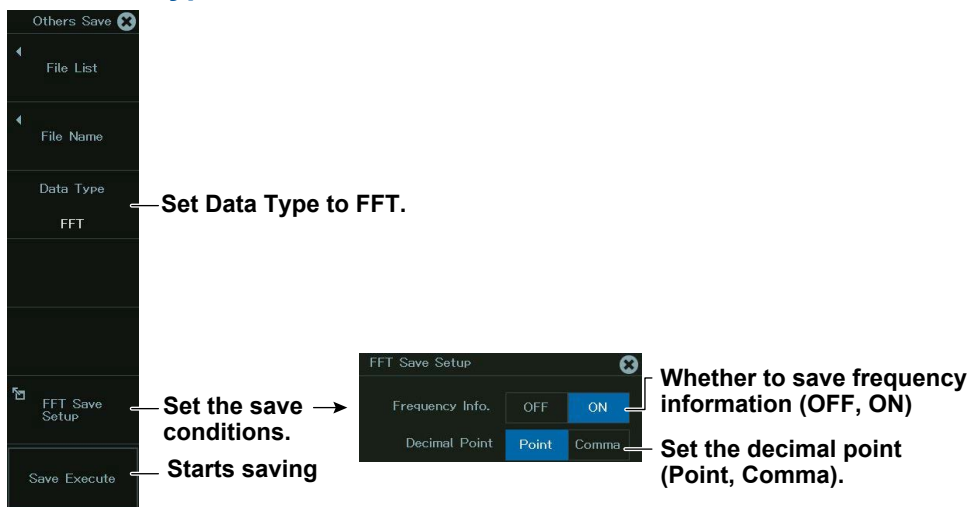 Others Save
File List
File Name
Data Type
FFT
Set Data Type to FFT.
FFT Save
Setup
Set the save
conditions.
Save Execute
Starts saving
FFT Save Setup
Frequency Info. OFF ON
Decimal Point Point Comma
Whether to save frequency
information (OFF, ON)
Set the decimal point
(Point, Comma).